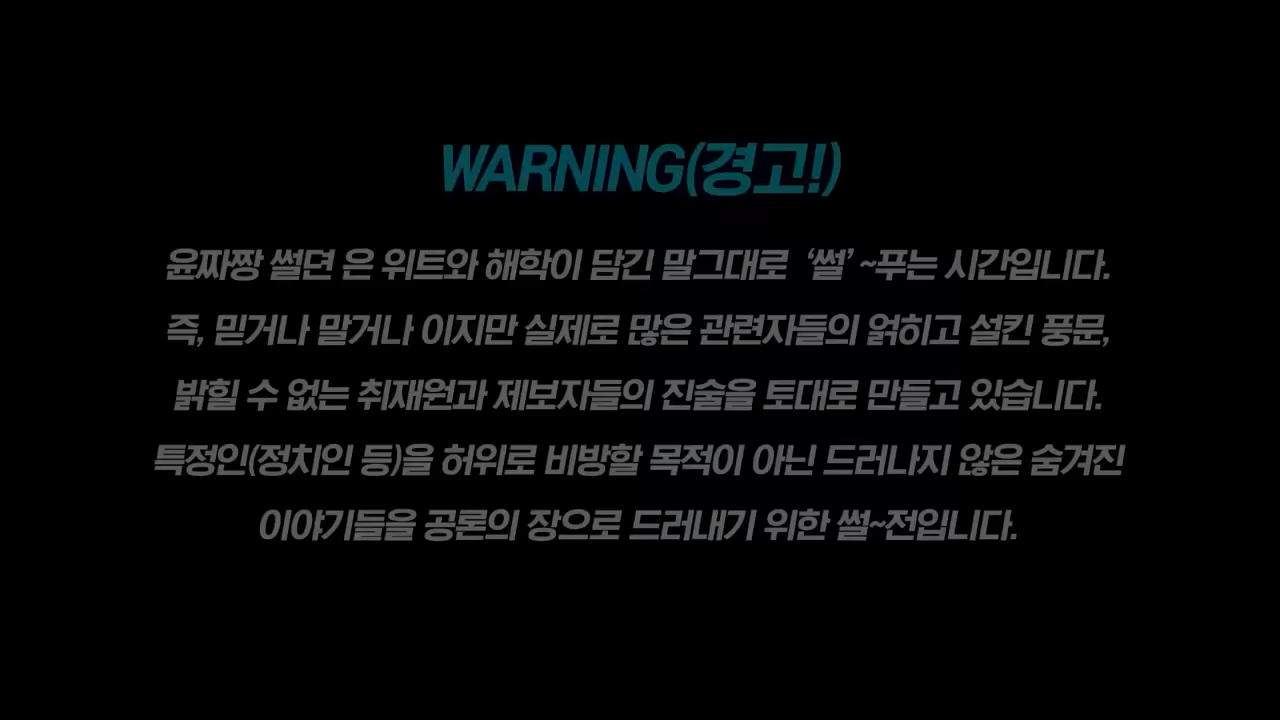 WARNING(경고!)
윤짜장 썰뎐 은 위트와 해학이 담긴 말그대로 ‘썰’ ~푸는 시간입니다.
즉, 믿거나 말거나 이지만 실제로 많은 관련자들의 얽히고 설킨 풍문,
밝힐 수 없는 취재원과 제보자들의 진술을 토대로 만들고 있습니다.
특정인(정치인 등)을 허위로 비방할 목적이 아닌 드러나지 않은 숨겨진
이야기들을 공론의 장으로 드러내기 위한 썰~전입니다.